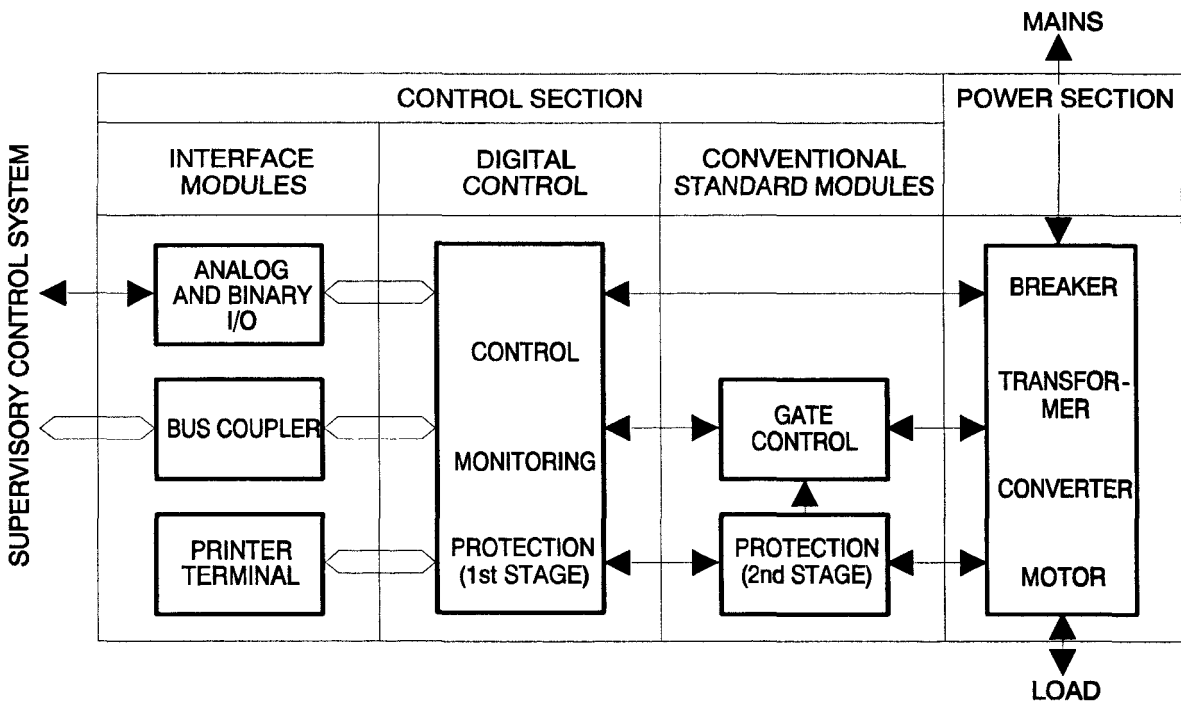 MAINS
CONTROL SECTION
POWER SECTION
INTERFACE
MODULES
DIGITAL
CONTROL
CONVENTIONAL
STANDARD MODULES
SUPERVISORY CONTROL SYSTEM
ANALOG
AND BINARY
I/O
BUS COUPLER
PRINTER
TERMINAL
CONTROL
MONITORING
PROTECTION
(1st STAGE)
GATE
CONTROL
PROTECTION
(2nd STAGE)
BREAKER
TRANSFOR-
MER
CONVERTER
MOTOR
LOAD